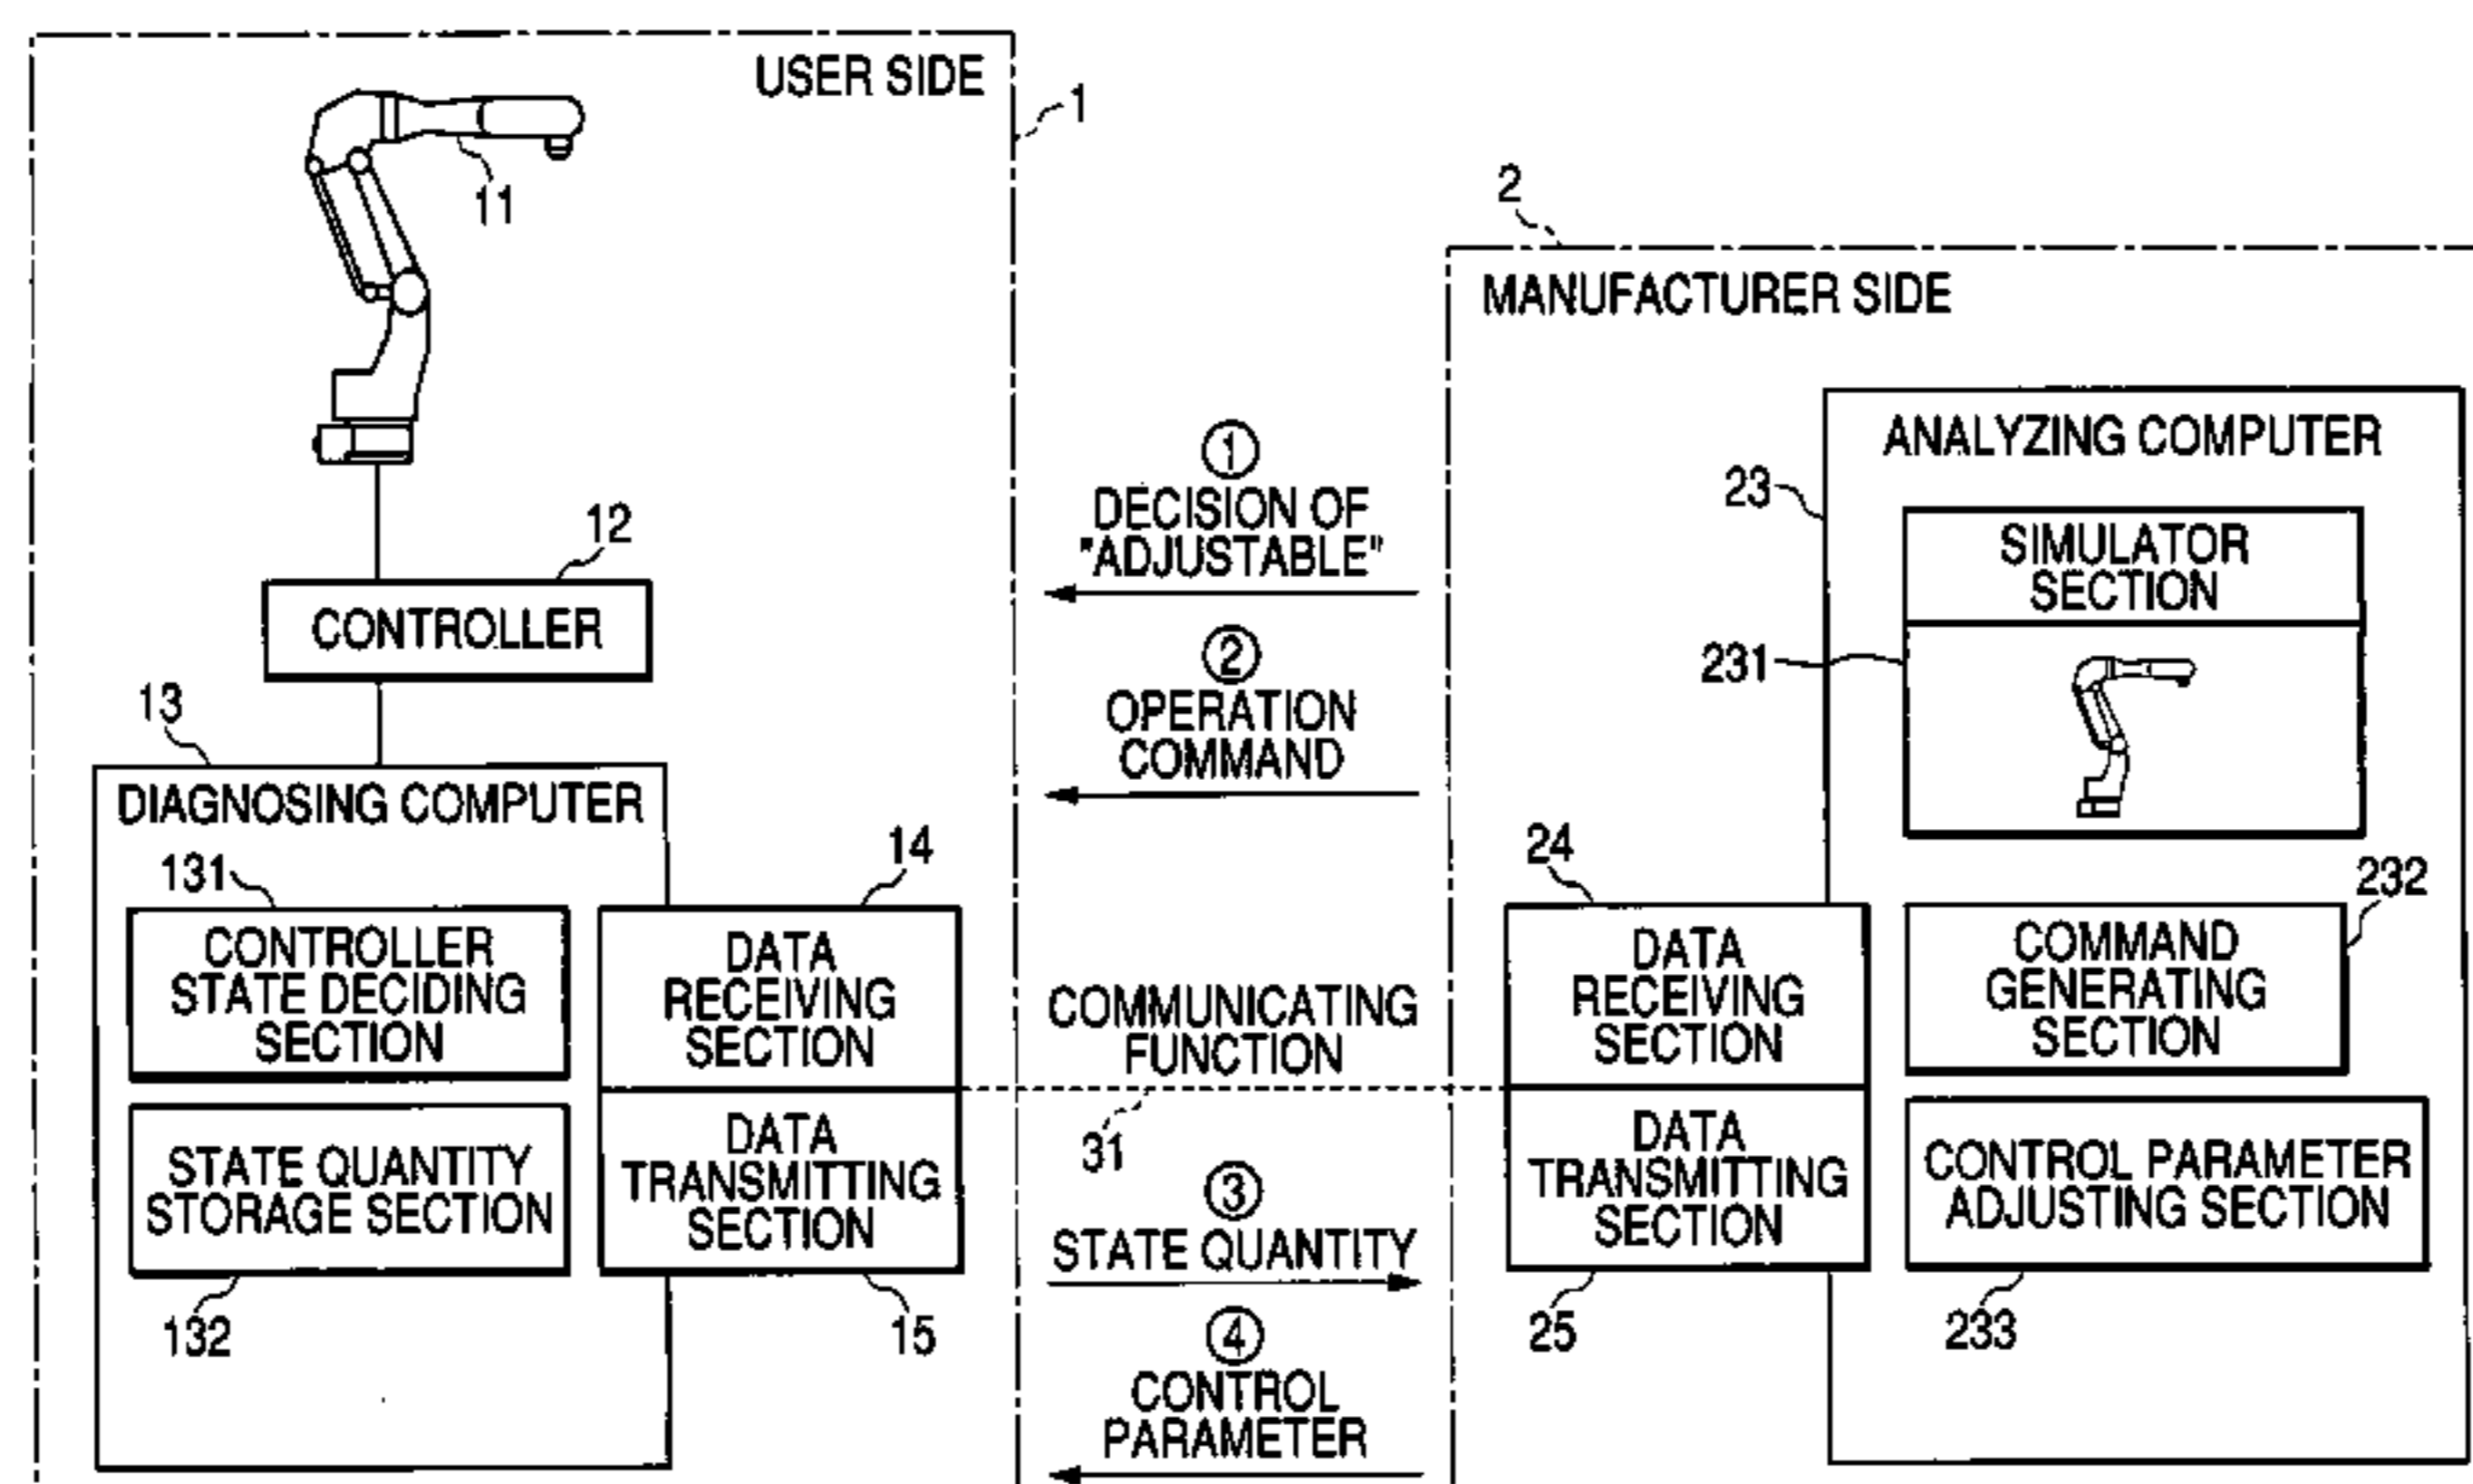 USER SIDE
1
11
12
CONTROLLER
13
DIAGNOSING COMPUTER
131
CONTROLLER
STATE DECIDING
SECTION
STATE QUANTITY
STORAGE SECTION
132
14
DATA
RECEIVING
SECTION
DATA
TRANSMITTING
SECTION
15
①
DECISION OF
"ADJUSTABLE"
②
OPERATION
COMMAND
COMMUNICATING
FUNCTION
31
③
STATE QUANTITY
④
CONTROL
PARAMETER
2
MANUFACTURER SIDE
ANALYZING COMPUTER
23
SIMULATOR
SECTION
231
24
DATA
RECEIVING
SECTION
DATA
TRANSMITTING
SECTION
25
232
COMMAND
GENERATING
SECTION
CONTROL PARAMETER
ADJUSTING SECTION
233